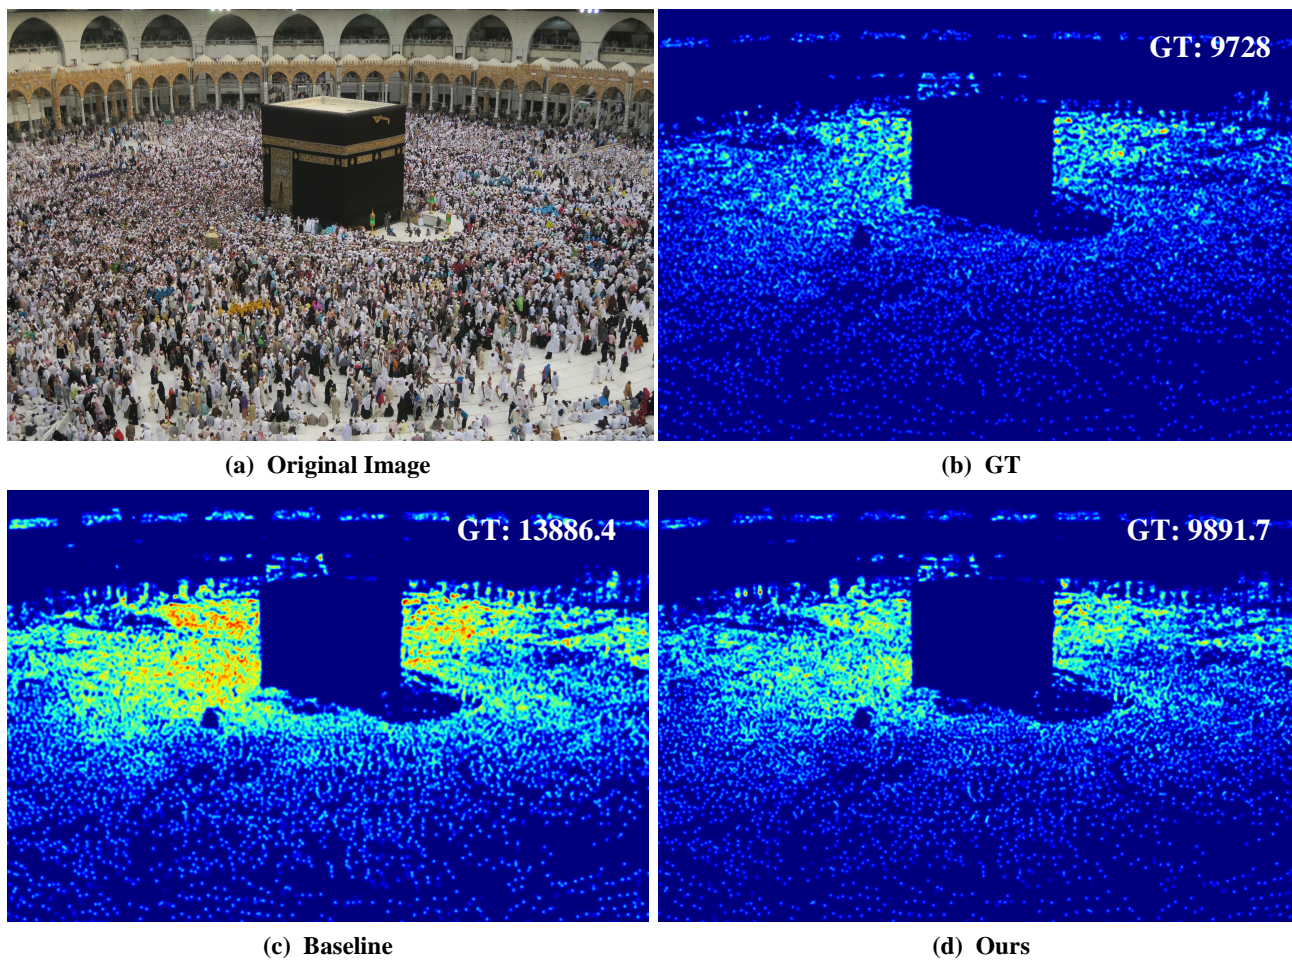 GT: 9728
(a) Original Image
(b) GT
GT: 13886.4
GT: 9891.7
(c) Baseline
(d) Ours